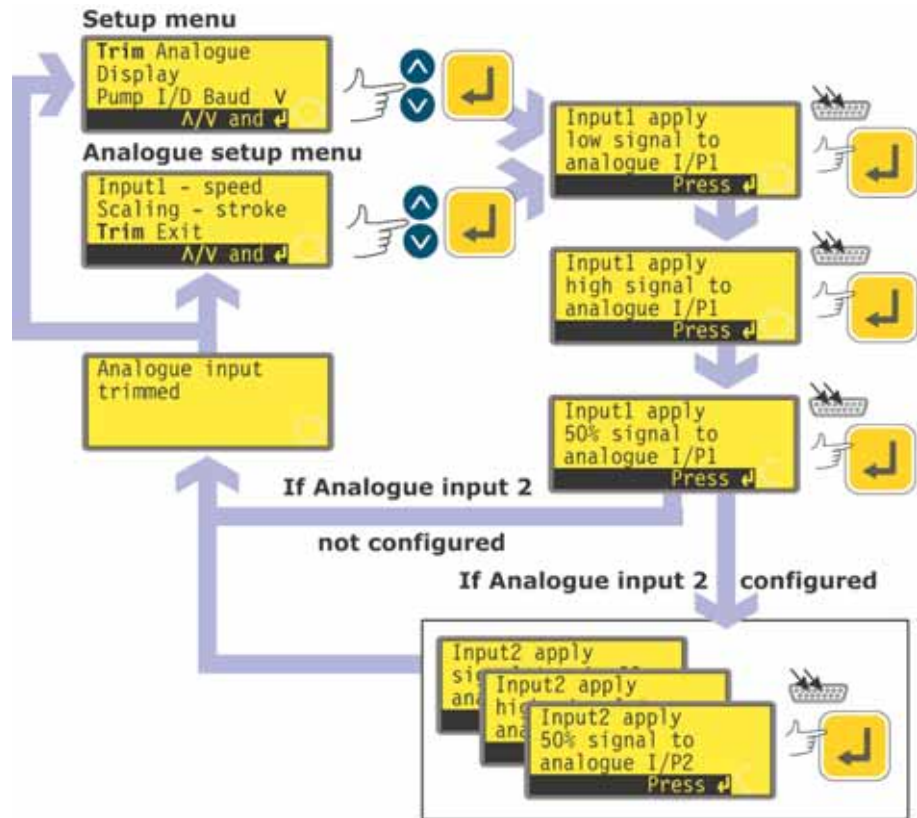 Setup menu
Trim Analogue
Display
Pump I/D Baud V
Λ/V and ↵
Analogue setup menu
Input1 - speed
Scaling - stroke
Trim Exit
Λ/V and ↵
Input1 apply
low signal to
analogue I/P1
Press ↵
Input1 apply
high signal to
analogue I/P1
Press ↵
Analogue input
trimmed
Input1 apply
50% signal to
analogue I/P1
Press ↵
If Analogue input 2
not configured
If Analogue input 2 configured
Input2 apply
Input2 apply
Input2 apply
50% signal to
analogue I/P2
Press ↵